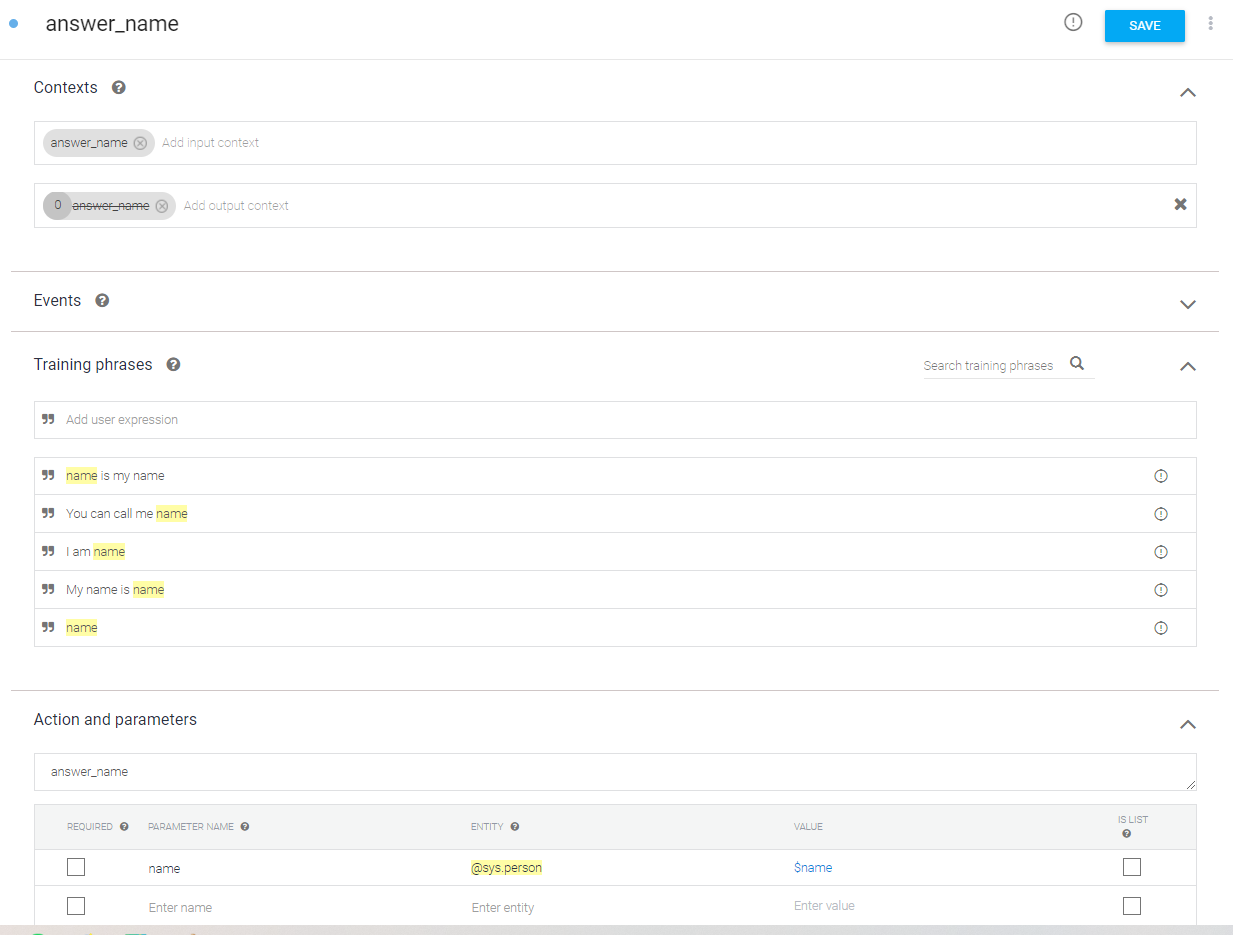 answer_name
SAVE
Contexts
answer_name Add input context
0 answer_name Add output context
Events
Training phrases
Search training phrases
Add user expression
name is my name
You can call me name
I am name
My name is name
name
Action and parameters
answer_name
REQUIRED PARAMETER NAME ENTITY VALUE IS LIST
name @sys.person $name
Enter name Enter entity Enter value